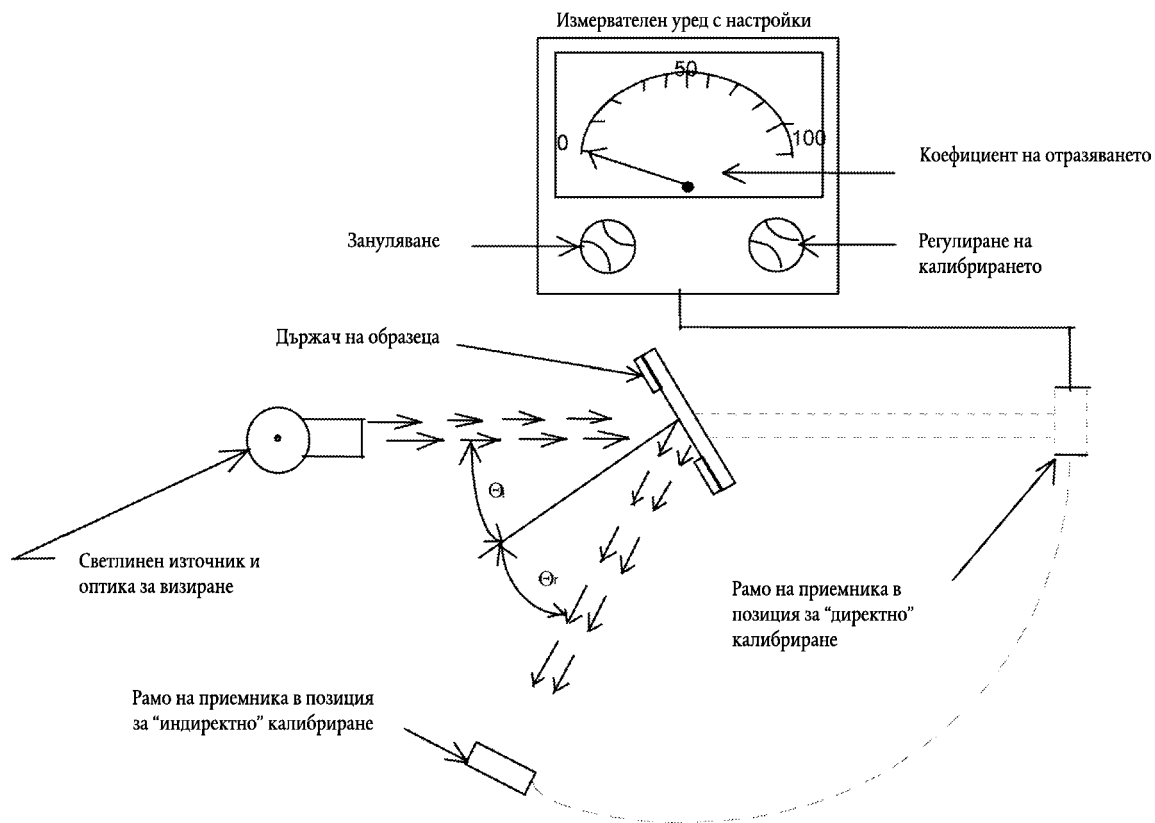 Измервателен уред с настройки
50
0
100
Коефициент на отразяването
Зануляване
Регулиране на
калибрирането
Държач на образеца
Θi
Светлинен източник и
оптика за визиране
Θr
Рамо на приемника в
позиция за “директно”
калибриране
Рамо на приемника в позиция
за “индиректно” калибриране